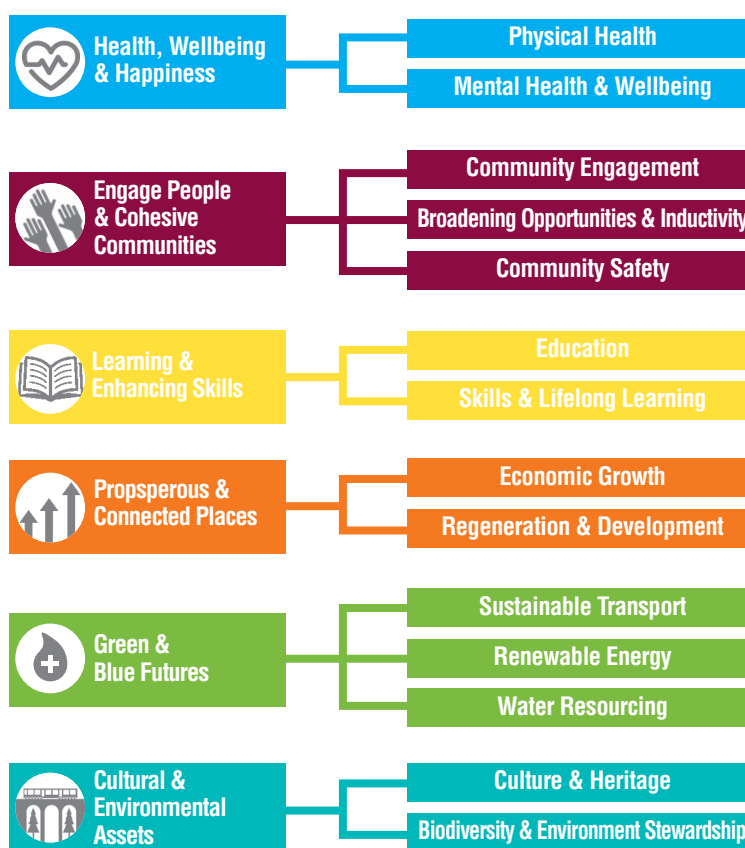 Health, Wellbeing
& Happiness
Physical Health
Mental Health & Wellbeing
Engage People
& Cohesive
Communities
Community Engagement
Broadening Opportunities & Inductivity
Community Safety
Learning &
Enhancing Skills
Education
Skills & Lifelong Learning
Propsperous &
Connected Places
Economic Growth
Regeneration & Development
Green &
Blue Futures
Sustainable Transport
Renewable Energy
Water Resourcing
Cultural &
Environmental
Assets
Culture & Heritage
Biodiversity & Environment Stewardship